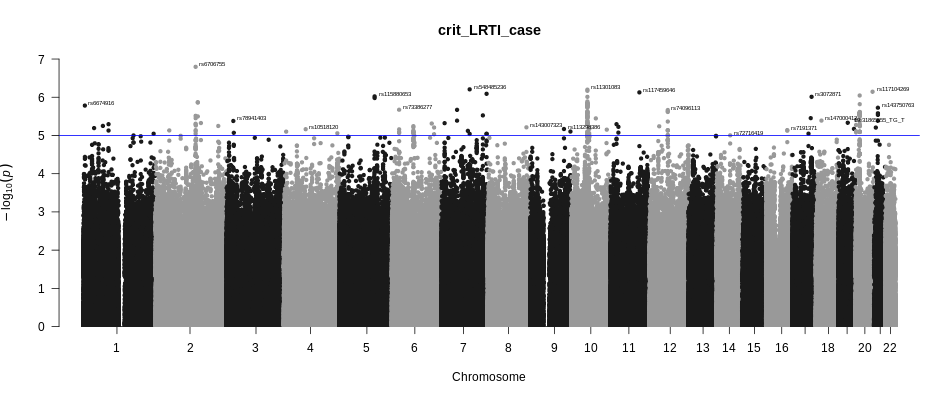 crit_LRTI_case
7
rs6706755
6
rs6674916
rs115880653
rs548485236
rs11301083
rs117459646
rs3072871
rs117104269
rs73386277
rs74096113
rs143750763
rs78941403
rs10518120
rs143007323
rs72716419
rs7191371
5
4
3
2
1
0
−log10(p)
1 2 3 4 5 6 7 8 9 10 11 12 13 14 15 16 18 20 22
Chromosome